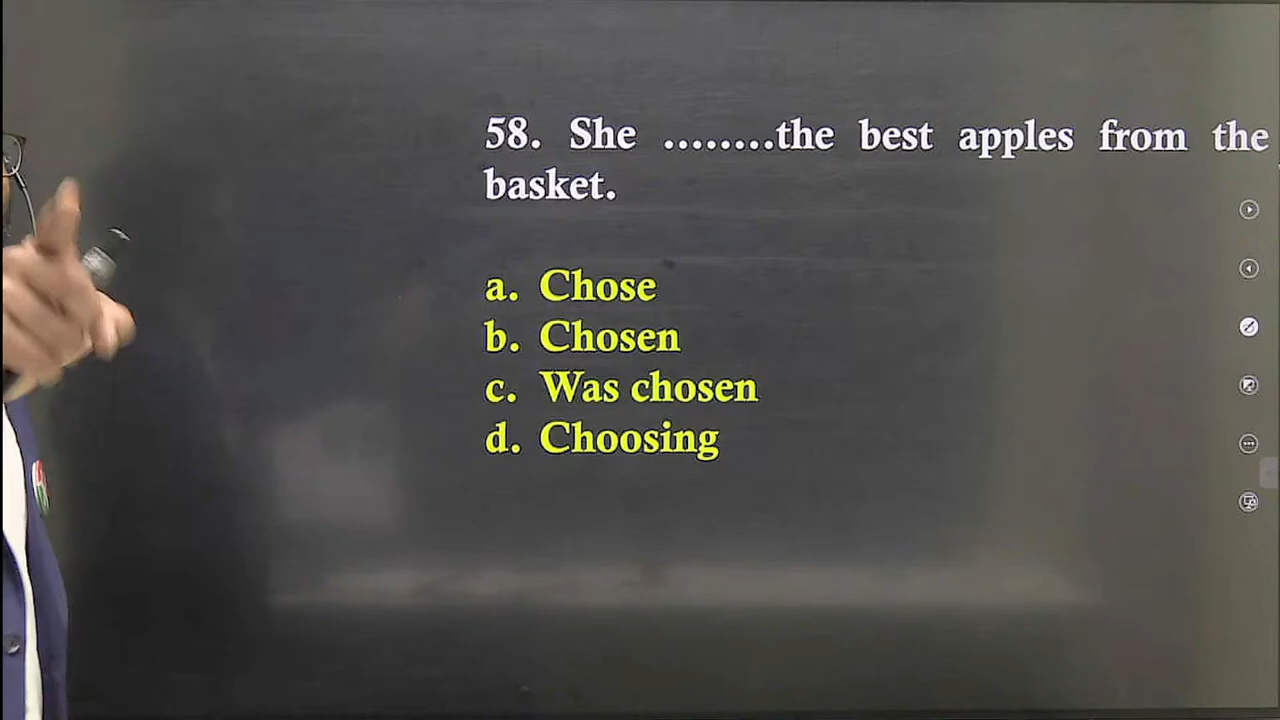 58. She ........the best apples from the
basket.
a. Chose
b. Chosen
c. Was chosen
d. Choosing